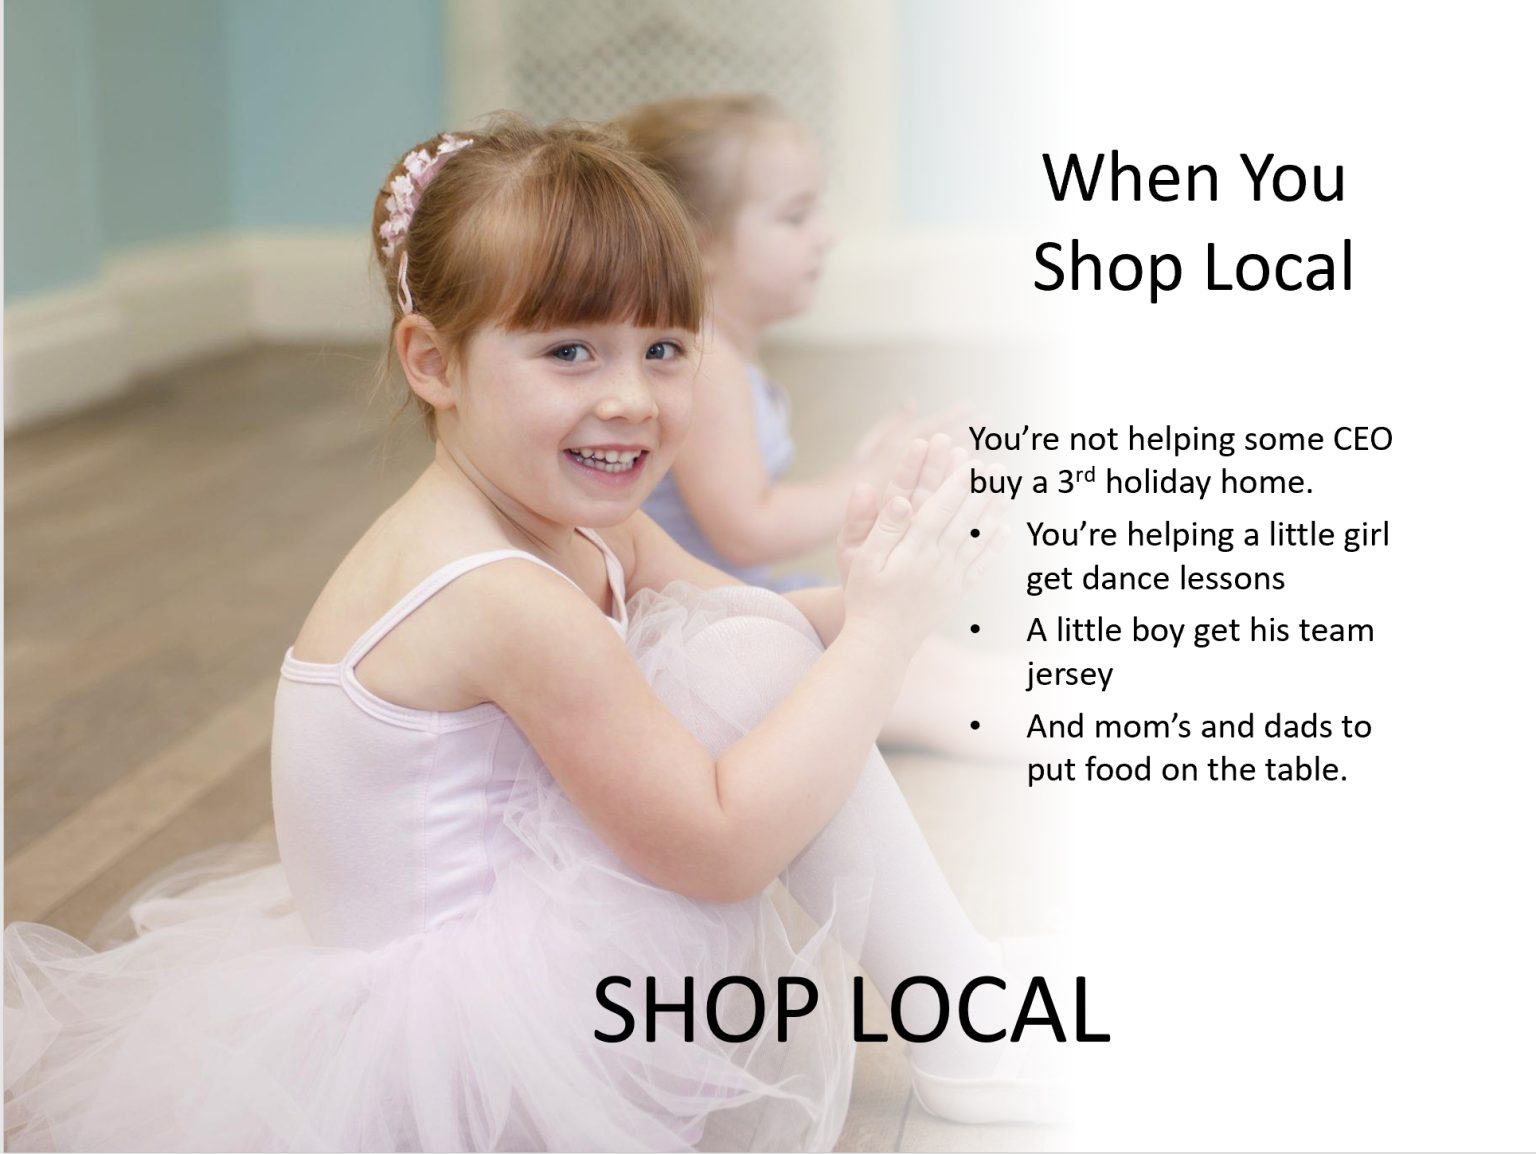 When You
Shop Local
You’re not helping some CEO
buy a 3rd holiday home.
• You’re helping a little girl
get dance lessons
• A little boy get his team
jersey
• And mom’s and dads to
put food on the table.
SHOP LOCAL